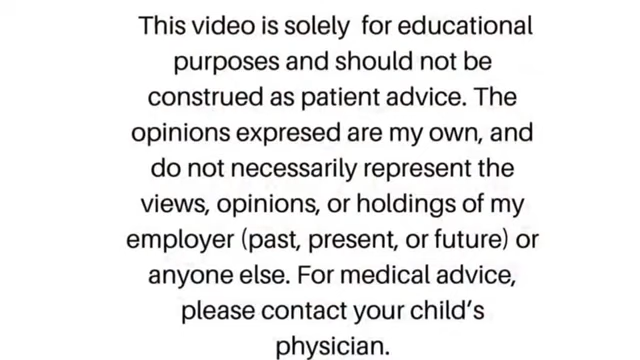 This video is solely for educational
purposes and should not be
construed as patient advice. The
opinions expresed are my own, and
do not necessarily represent the
views, opinions, or holdings of my
employer (past, present, or future) or
anyone else. For medical advice,
please contact your child's
physician.